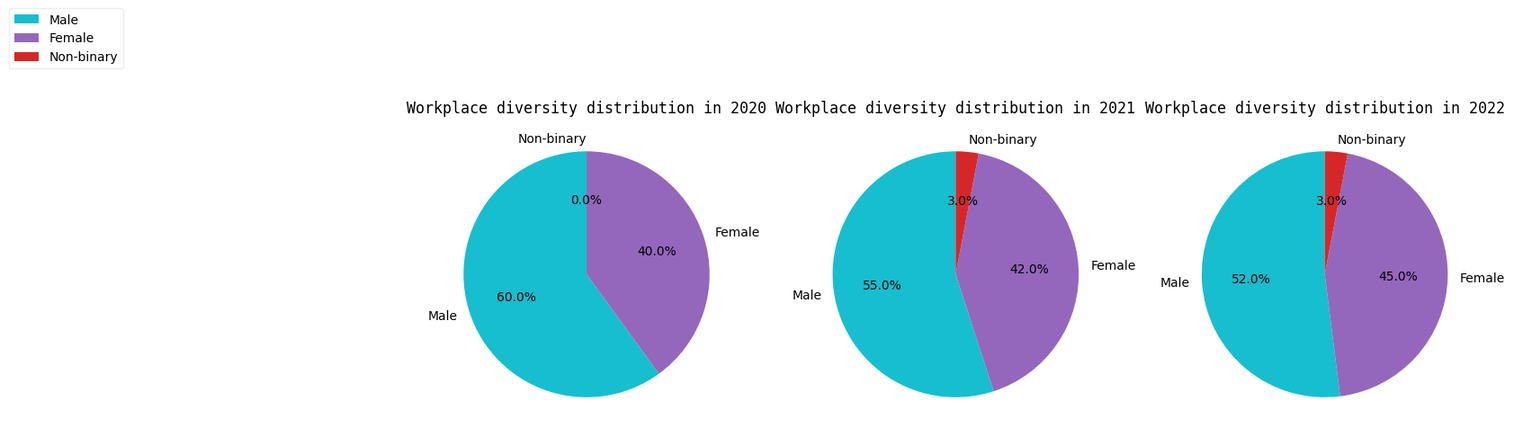 Male
Female
Non-binary
Workplace diversity distribution in 2020
Non-binary
0.0%
Female
40.0%
60.0%
Male
Workplace diversity distribution in 2021
Non-binary
3.0%
Female
42.0%
55.0%
Male
Workplace diversity distribution in 2022
Non-binary
3.0%
Female
45.0%
52.0%
Male